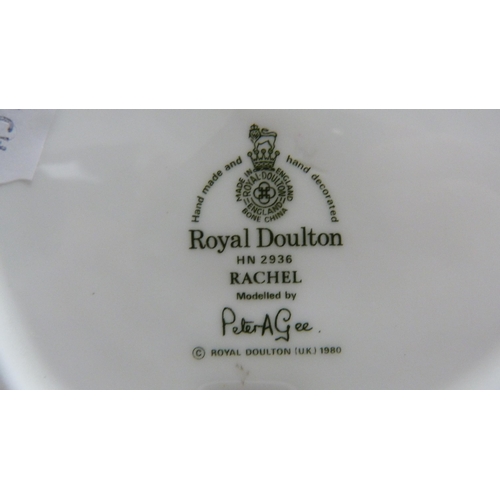 Hand made and hand decorated
MADE IN ENGLAND
ROYAL·DOULTON
ENGLAND
BONE CHINA
Royal Doulton
HN 2936
RACHEL
Modelled by
Peter A Gee.
© ROYAL DOULTON (UK) 1980